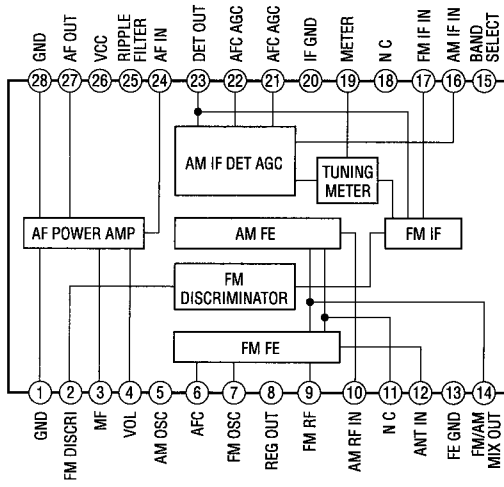 GND
AF OUT
VCC
RIPPLE
FILTER
AF IN
DET OUT
AFC AGC
AFC AGC
IF GND
METER
N C
FM IF IN
AM IF IN
BAND
SELECT
28 27 26 25 24 23 22 21 20 19 18 17 16 15
AM IF DET AGC
TUNING
METER
AF POWER AMP
AM FE
FM IF
FM
DISCRIMINATOR
FM FE
1 2 3 4 5 6 7 8 9 10 11 12 13 14
GND
FM DISCRI
MF
VOL
AM OSC
AFC
FM OSC
REG OUT
FM RF
AM RF IN
N C
ANT IN
FE GND
FM/AM
MIX OUT